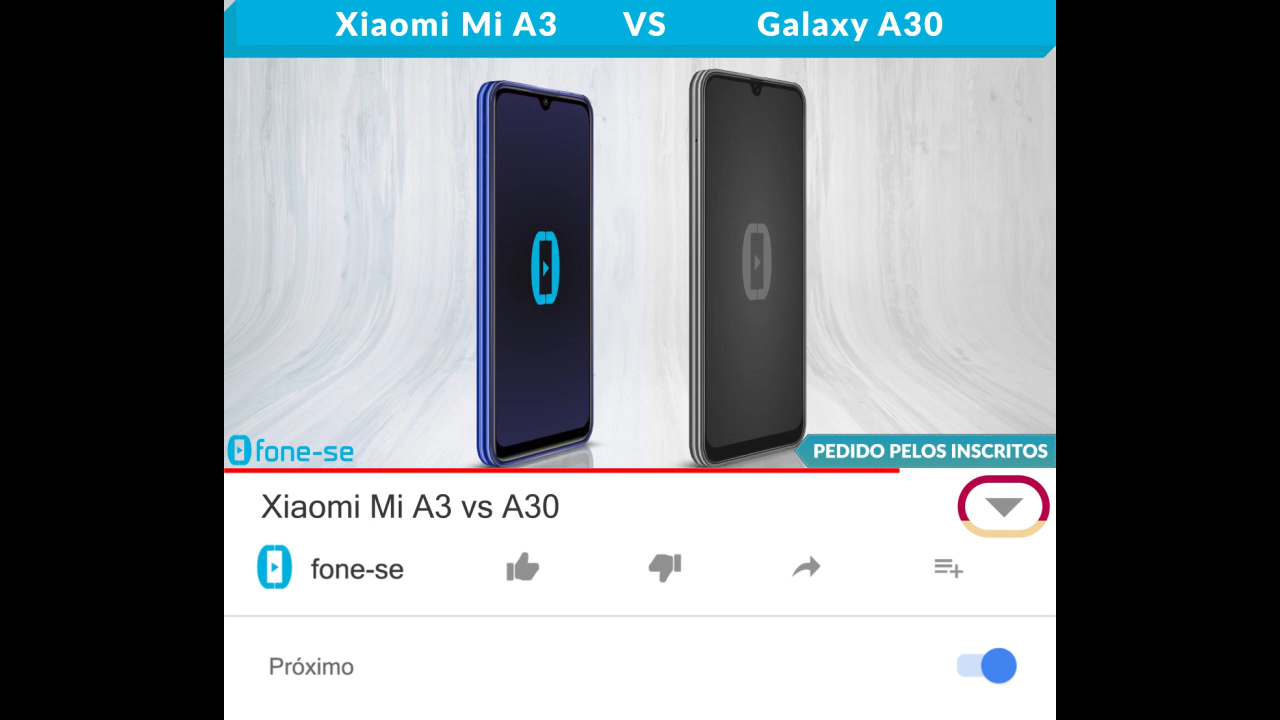 Xiaomi Mi A3 VS Galaxy A30
fone-se
PEDIDO PELOS INSCRITOS
Xiaomi Mi A3 vs A30
fone-se
Próximo